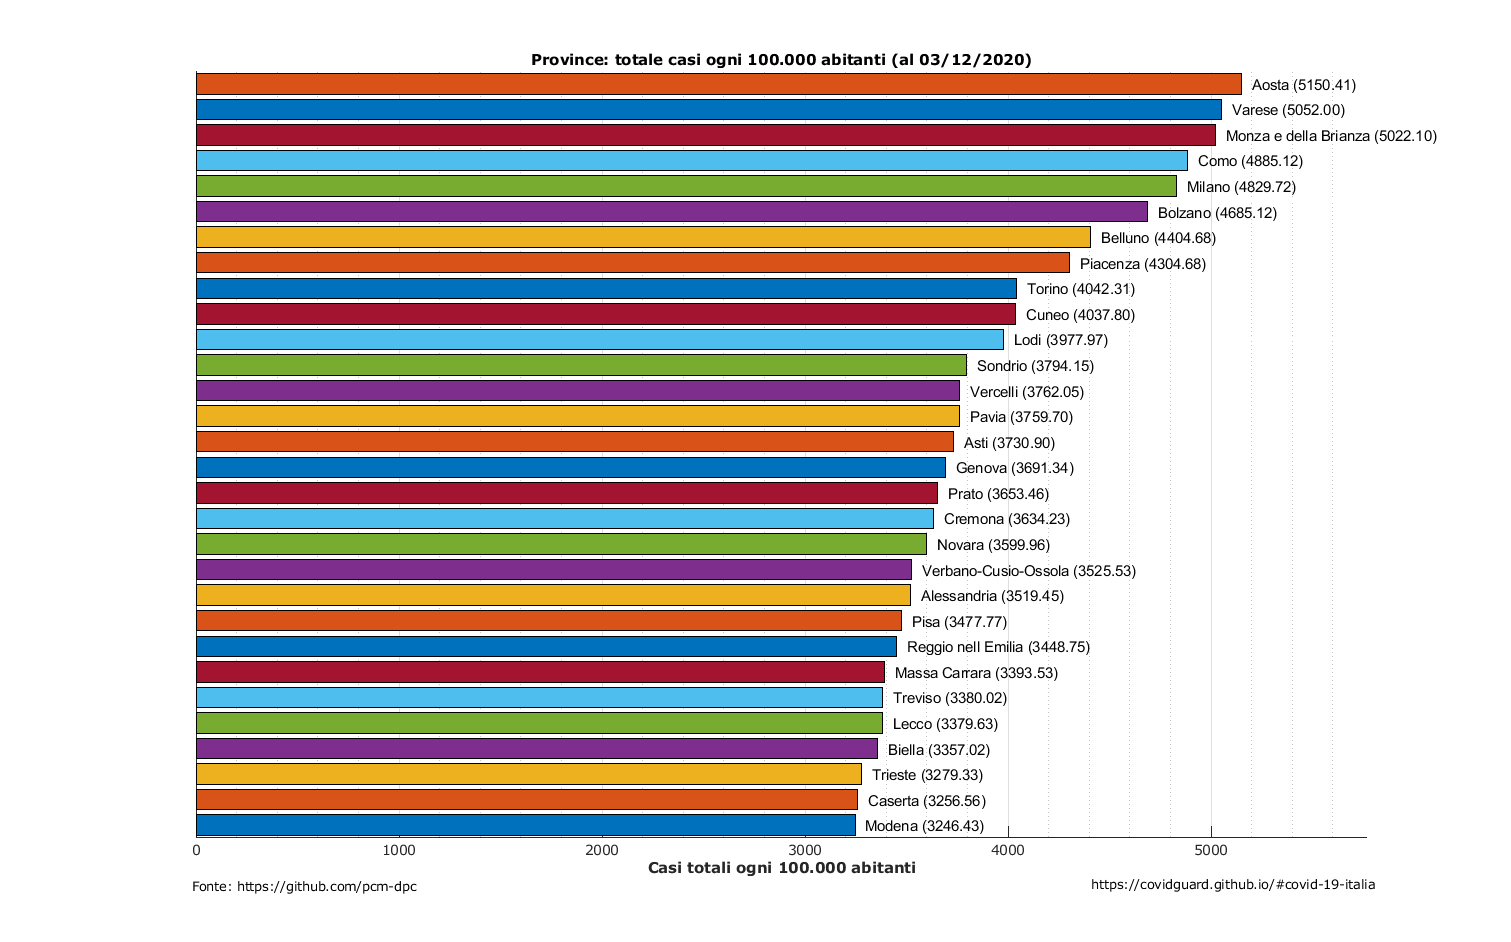 Province: totale casi ogni 100.000 abitanti (al 03/12/2020)
Aosta (5150.41)
Varese (5052.00)
Monza e della Brianza (5022.10)
Como (4885.12)
Milano (4829.72)
Bolzano (4685.12)
Belluno (4404.68)
Piacenza (4304.68)
Torino (4042.31)
Cuneo (4037.80)
Lodi (3977.97)
Sondrio (3794.15)
Vercelli (3762.05)
Pavia (3759.70)
Asti (3730.90)
Genova (3691.34)
Prato (3653.46)
Cremona (3634.23)
Novara (3599.96)
Verbano-Cusio-Ossola (3525.53)
Alessandria (3519.45)
Pisa (3477.77)
Reggio nell Emilia (3448.75)
Massa Carrara (3393.53)
Treviso (3380.02)
Lecco (3379.63)
Biella (3357.02)
Trieste (3279.33)
Caserta (3256.56)
Modena (3246.43)
0 1000 2000 3000 4000 5000
Casi totali ogni 100.000 abitanti
Fonte: https://github.com/pcm-dpc
https://covidguard.github.io/#covid-19-italia